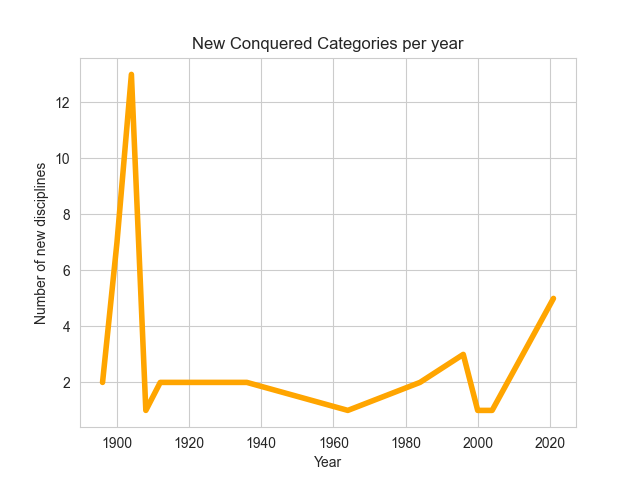 New Conquered Categories per year
Number of new disciplines
12
10
8
6
4
2
1900 1920 1940 1960 1980 2000 2020
Year